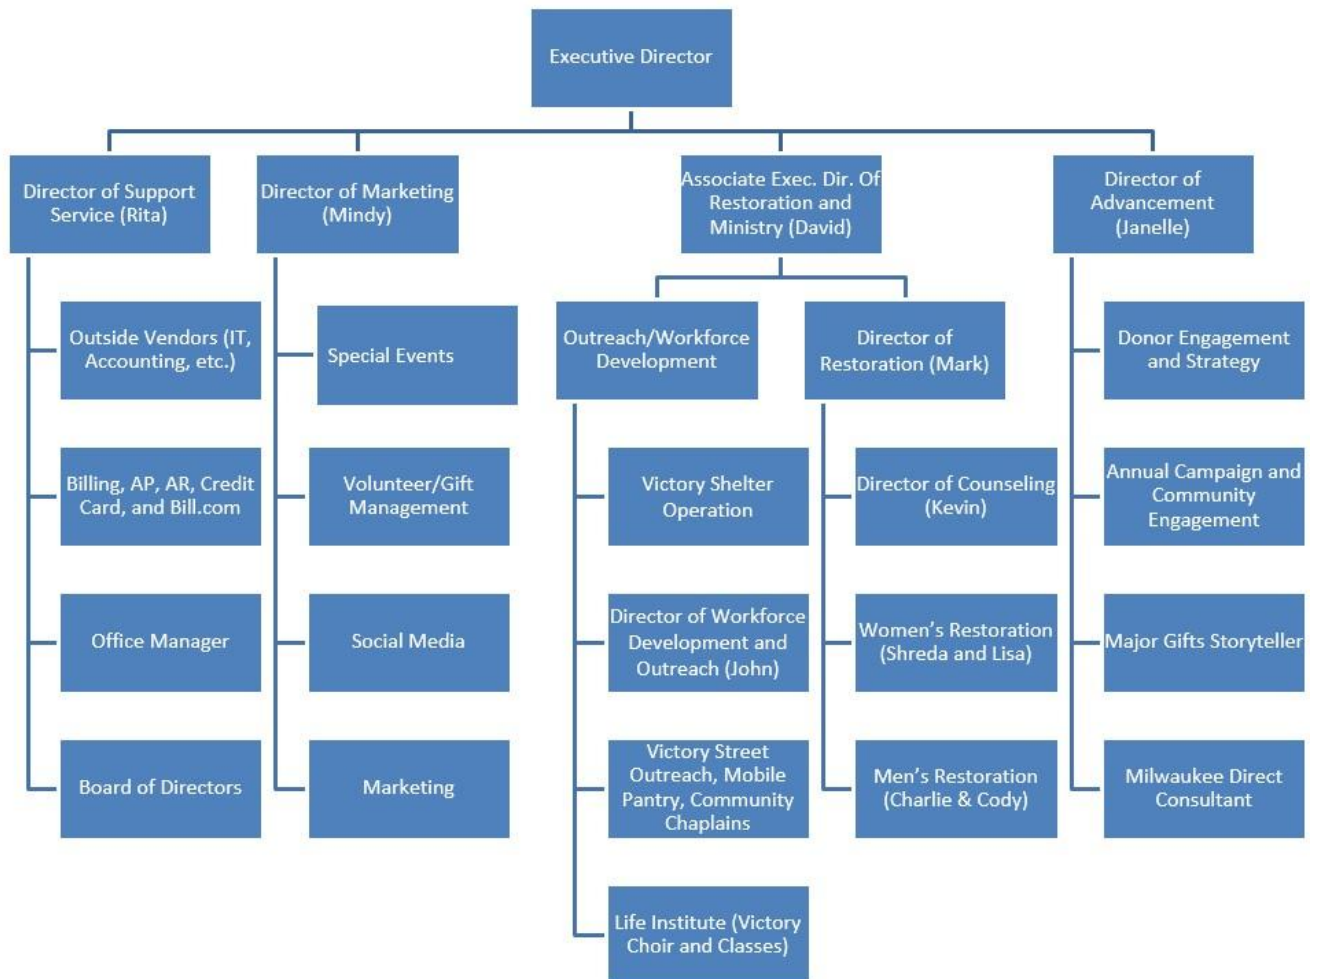 Executive Director
Director of Support
Service (Rita)
Director of Marketing
(Mindy)
Associate Exec. Dir. Of
Restoration and
Ministry (David)
Director of
Advancement
(Janelle)
Outside Vendors (IT,
Accounting, etc.)
Special Events
Outreach/Workforce
Development
Director of
Restoration (Mark)
Donor Engagement
and Strategy
Billing, AP, AR, Credit
Card, and Bill.com
Volunteer/Gift
Management
Victory Shelter
Operation
Director of Counseling
(Kevin)
Annual Campaign and
Community
Engagement
Office Manager
Social Media
Director of Workforce
Development and
Outreach (John)
Women’s Restoration
(Shreda and Lisa)
Major Gifts Storyteller
Board of Directors
Marketing
Victory Street
Outreach, Mobile
Pantry, Community
Chaplains
Men’s Restoration
(Charlie & Cody)
Milwaukee Direct
Consultant
Life Institute (Victory
Choir and Classes)